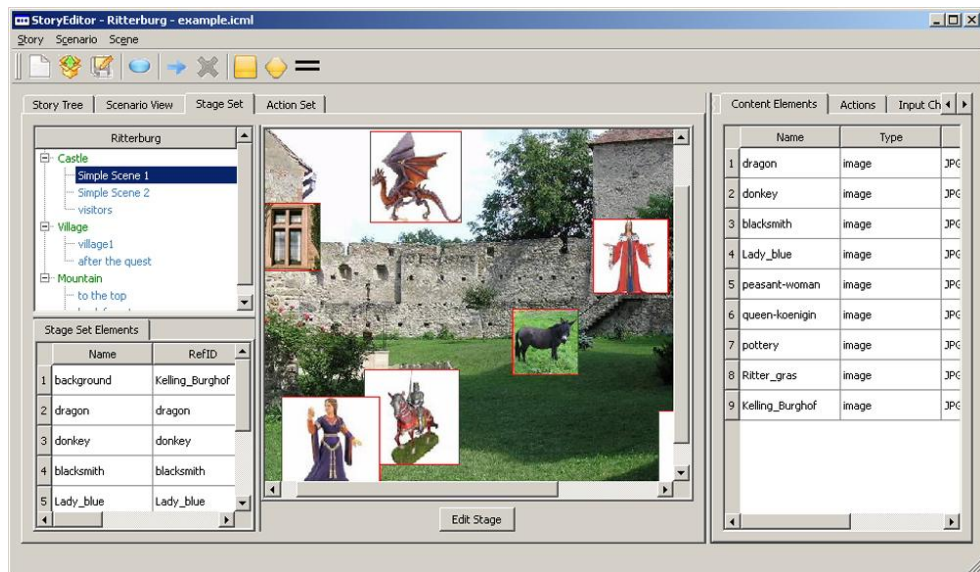 StoryEditor - Ritterburg - example.icml
Story Scenario Scene
Story Tree Scenario View Stage Set Action Set
Ritterburg
Castle
Simple Scene 1
Simple Scene 2
visitors
Village
village1
after the quest
Mountain
to the top
Stage Set Elements
Name RefID
1 background Kelling_Burghof
2 dragon dragon
3 donkey donkey
4 blacksmith blacksmith
5 Lady_blue Lady_blue
Edit Stage
Content Elements Actions Input Ch
Name Type
1 dragon image JPG
2 donkey image JPG
3 blacksmith image JPG
4 Lady_blue image JPG
5 peasant-woman image JPG
6 queen-koenigin image JPG
7 pottery image JPG
8 Ritter_gras image JPG
9 Kelling_Burghof image JPG